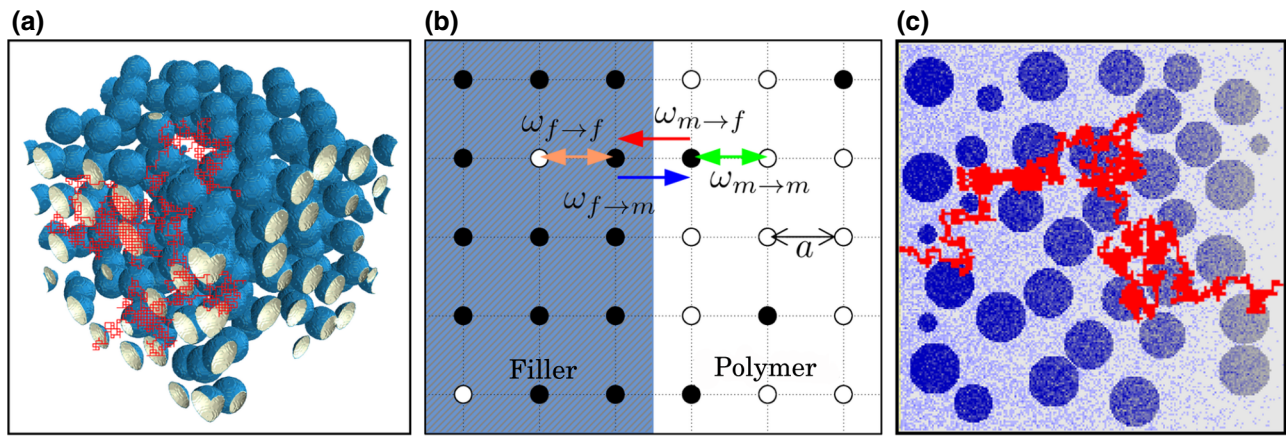 (a)
(b)
(c)
ω_{f→f}
ω_{m→f}
ω_{f→m}
ω_{m→m}
a
Filler
Polymer